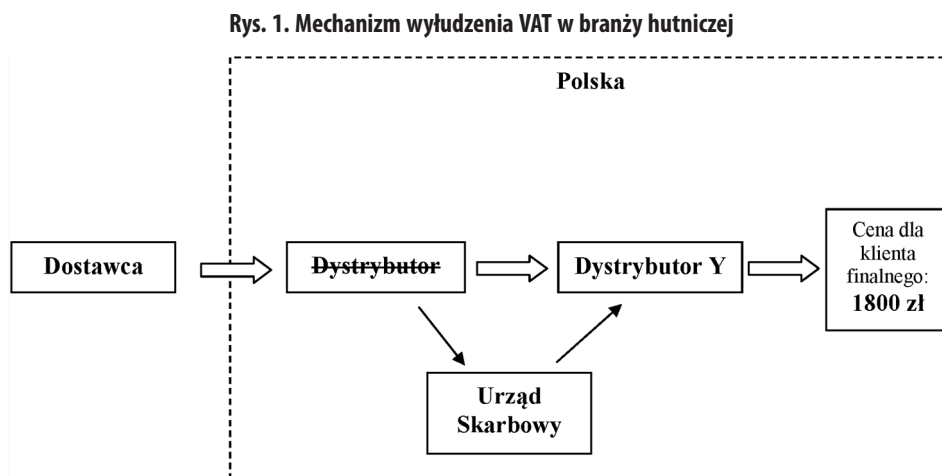 Rys. 1. Mechanizm wyłudzenia VAT w branży hutniczej
Polska
Dostawca
Dystrybutor
Dystrybutor Y
Cena dla
klienta
finalnego:
1800 zł
Urząd
Skarbowy